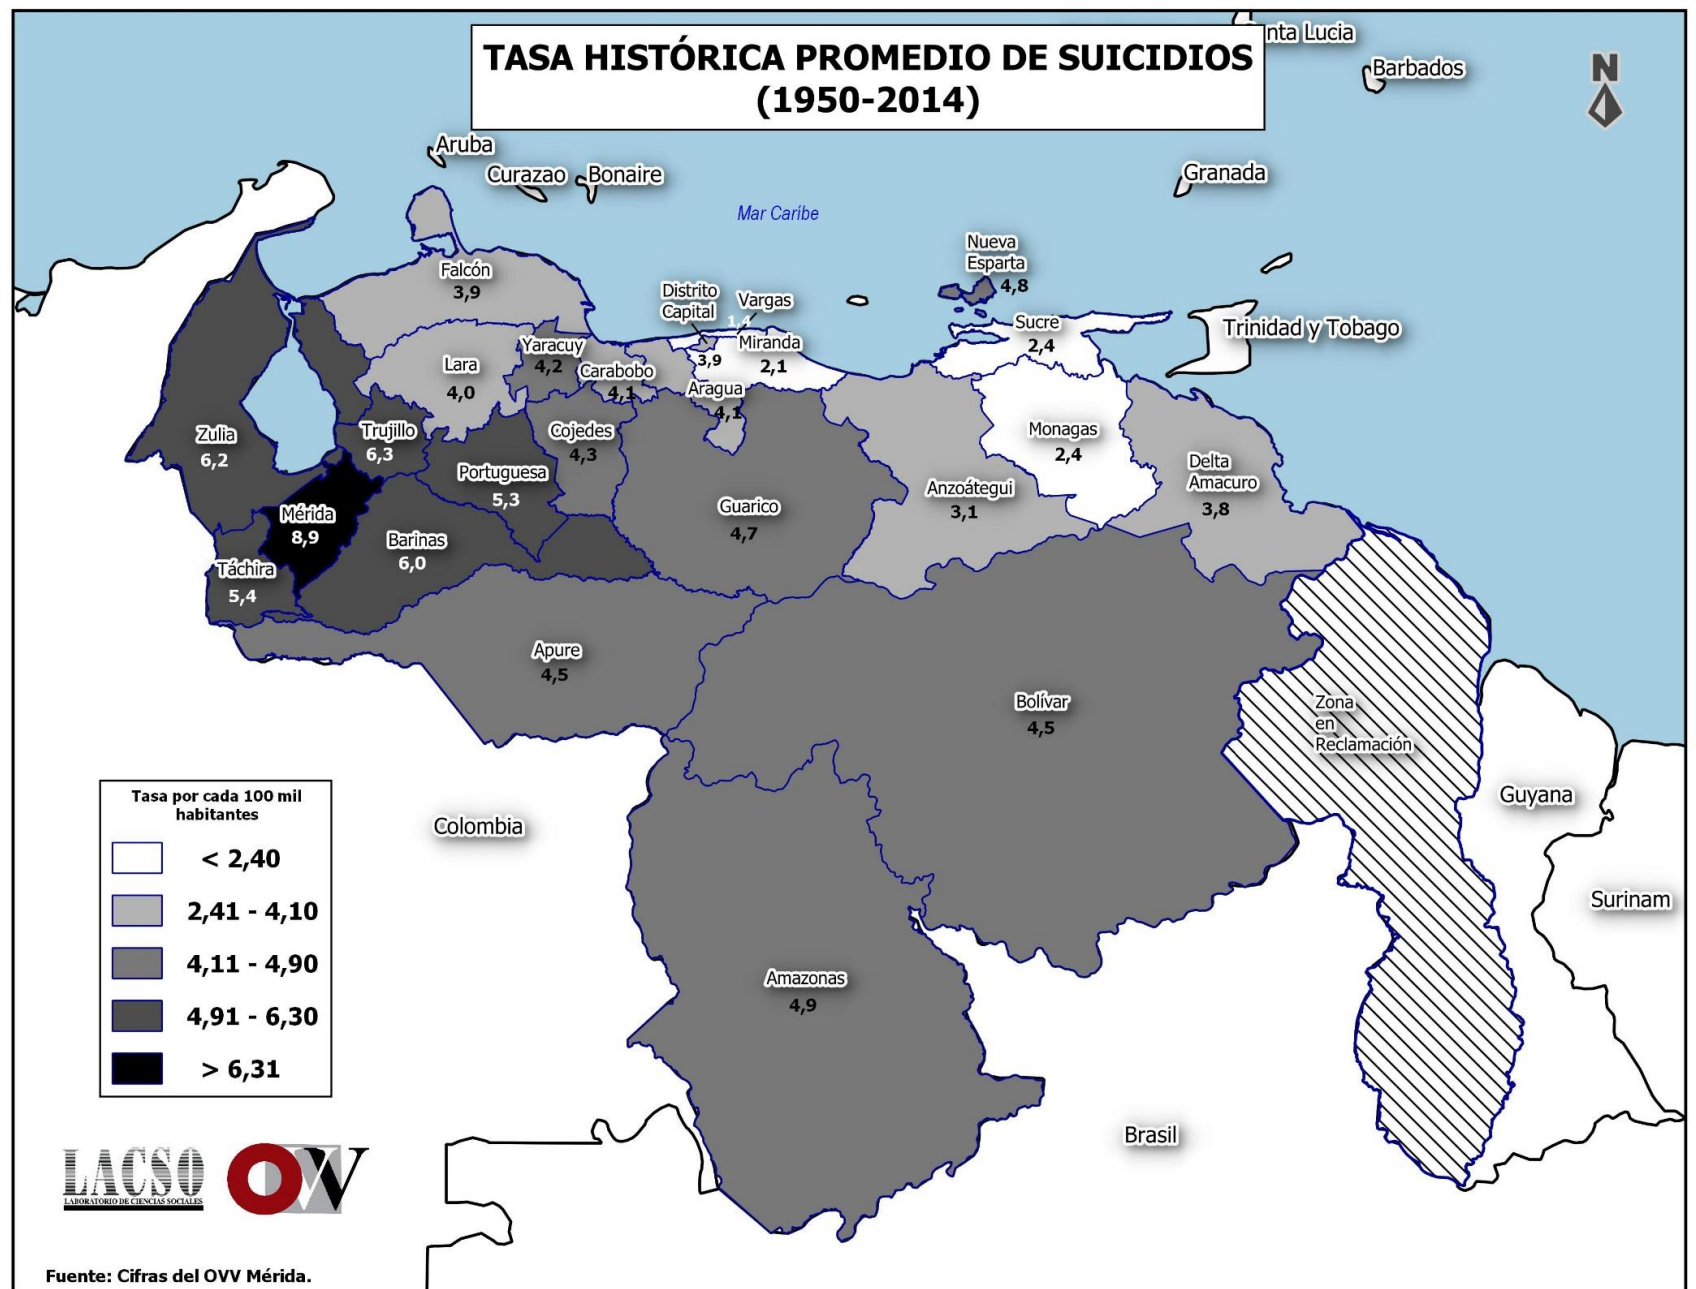 TASA HISTÓRICA PROMEDIO DE SUICIDIOS
(1950-2014)
nta Lucia
Barbados
N
Aruba
Curazao
Bonaire
Granada
Mar Caríbe
Nueva
Esparta
4,8
Falcón
3,9
Distrito
Capital
3,9
Vargas
1,4
Miranda
2,1
Sucre
2,4
Trinidad y Tobago
Yaracuy
4,2
Lara
4,0
Carabobo
4,1
Aragua
4,1
Zulia
6,2
Trujillo
6,3
Cojedes
4,3
Monagas
2,4
Portuguesa
5,3
Delta
Amacuro
3,8
Anzoátegui
3,1
Guarico
4,7
Mérida
8,9
Barinas
6,0
Táchira
5,4
Apure
4,5
Bolívar
4,5
Zona
en
Reclamación
Guyana
Colombia
Surinam
Amazonas
4,9
Brasil
Tasa por cada 100 mil
habitantes
< 2,40
2,41 - 4,10
4,11 - 4,90
4,91 - 6,30
> 6,31
LACSO
LABORATORIO DE CIENCIAS SOCIALES
OVV
Fuente: Cifras del OVV Mérida.